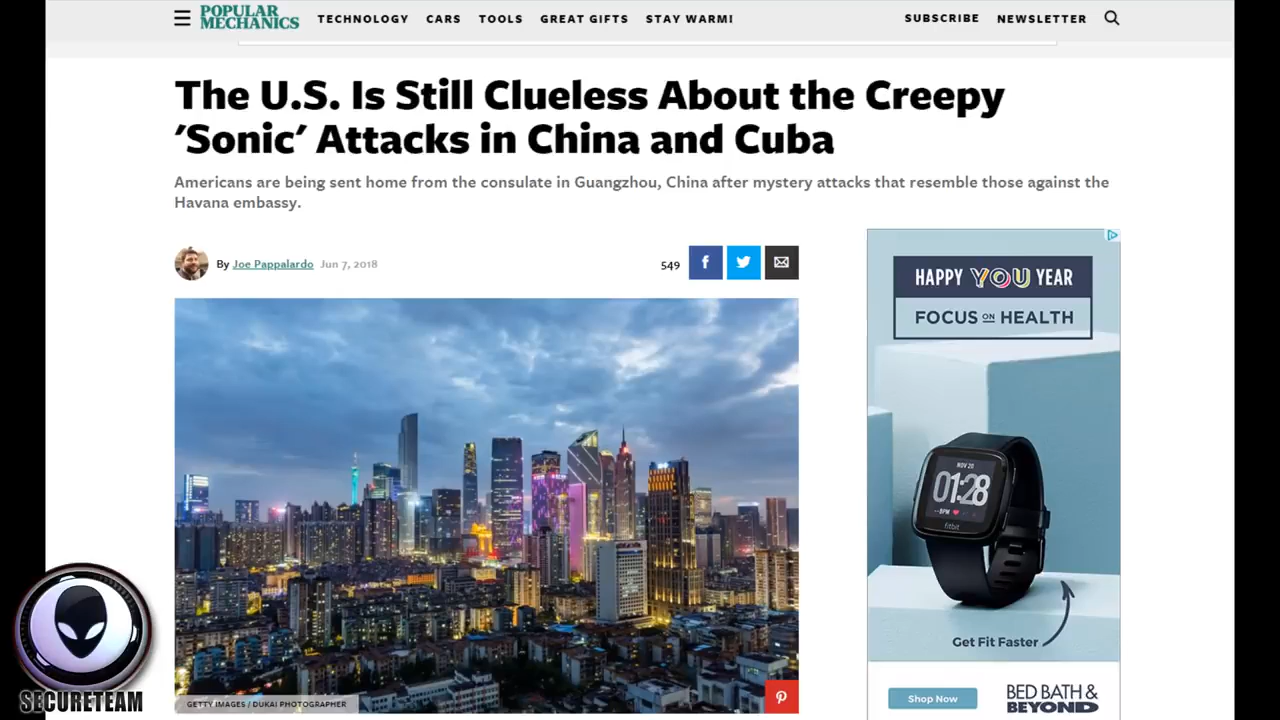 POPULAR
MECHANICS
TECHNOLOGY CARS TOOLS GREAT GIFTS STAY WARM!
SUBSCRIBE NEWSLETTER
The U.S. Is Still Clueless About the Creepy
'Sonic' Attacks in China and Cuba
Americans are being sent home from the consulate in Guangzhou, China after mystery attacks that resemble those against the
Havana embassy.
By Joe Pappalardo Jun 7, 2018
549
HAPPY YOU YEAR
FOCUS ON HEALTH
NOV 20
01:28
BPM
fitbit
Get Fit Faster
Shop Now
BED BATH &
BEYOND
GETTY IMAGES / DUKAI PHOTOGRAPHER
SECURETEAM